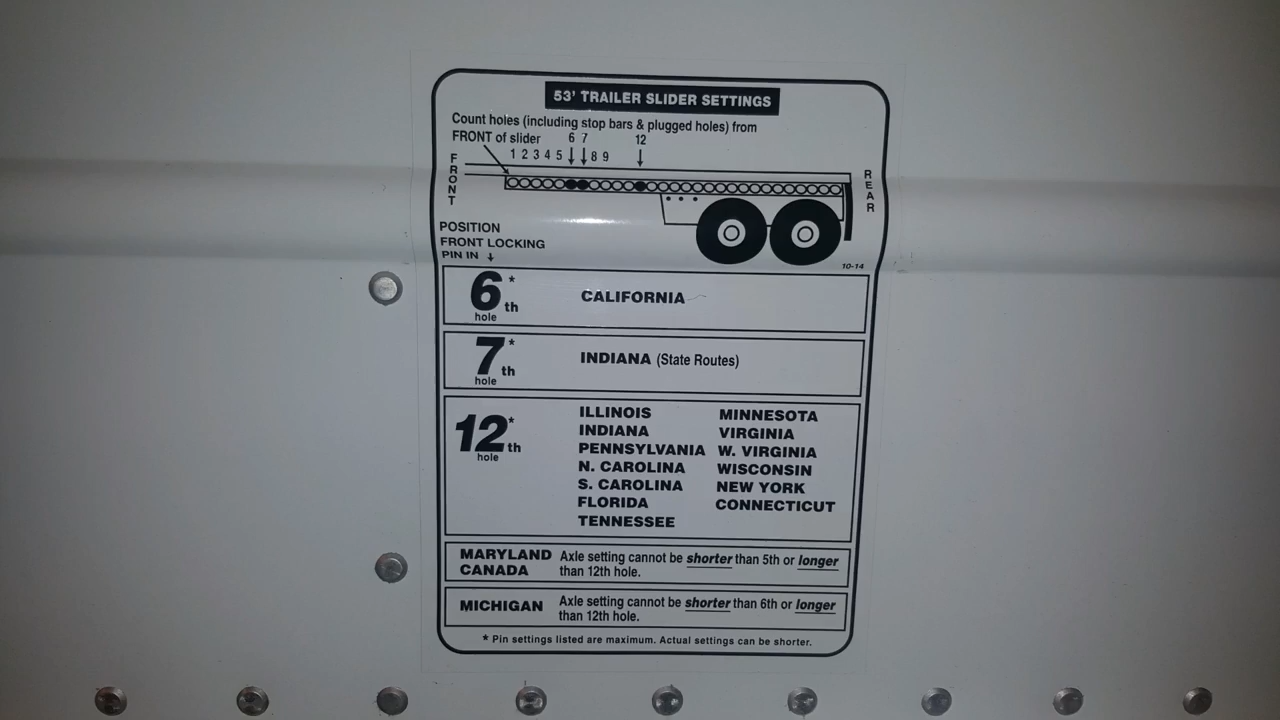 53' TRAILER SLIDER SETTINGS
Count holes (including stop bars & plugged holes) from
FRONT of slider
6 7
12
1 2 3 4 5
8 9
FRONT
REAR
POSITION
FRONT LOCKING
PIN IN ↓
10-14
6th*
hole
CALIFORNIA
7th*
hole
INDIANA (State Routes)
12th*
hole
ILLINOIS
INDIANA
PENNSYLVANIA
N. CAROLINA
S. CAROLINA
FLORIDA
TENNESSEE
MINNESOTA
VIRGINIA
W. VIRGINIA
WISCONSIN
NEW YORK
CONNECTICUT
MARYLAND
CANADA
Axle setting cannot be shorter than 5th or longer
than 12th hole.
MICHIGAN
Axle setting cannot be shorter than 6th or longer
than 12th hole.
* Pin settings listed are maximum. Actual settings can be shorter.